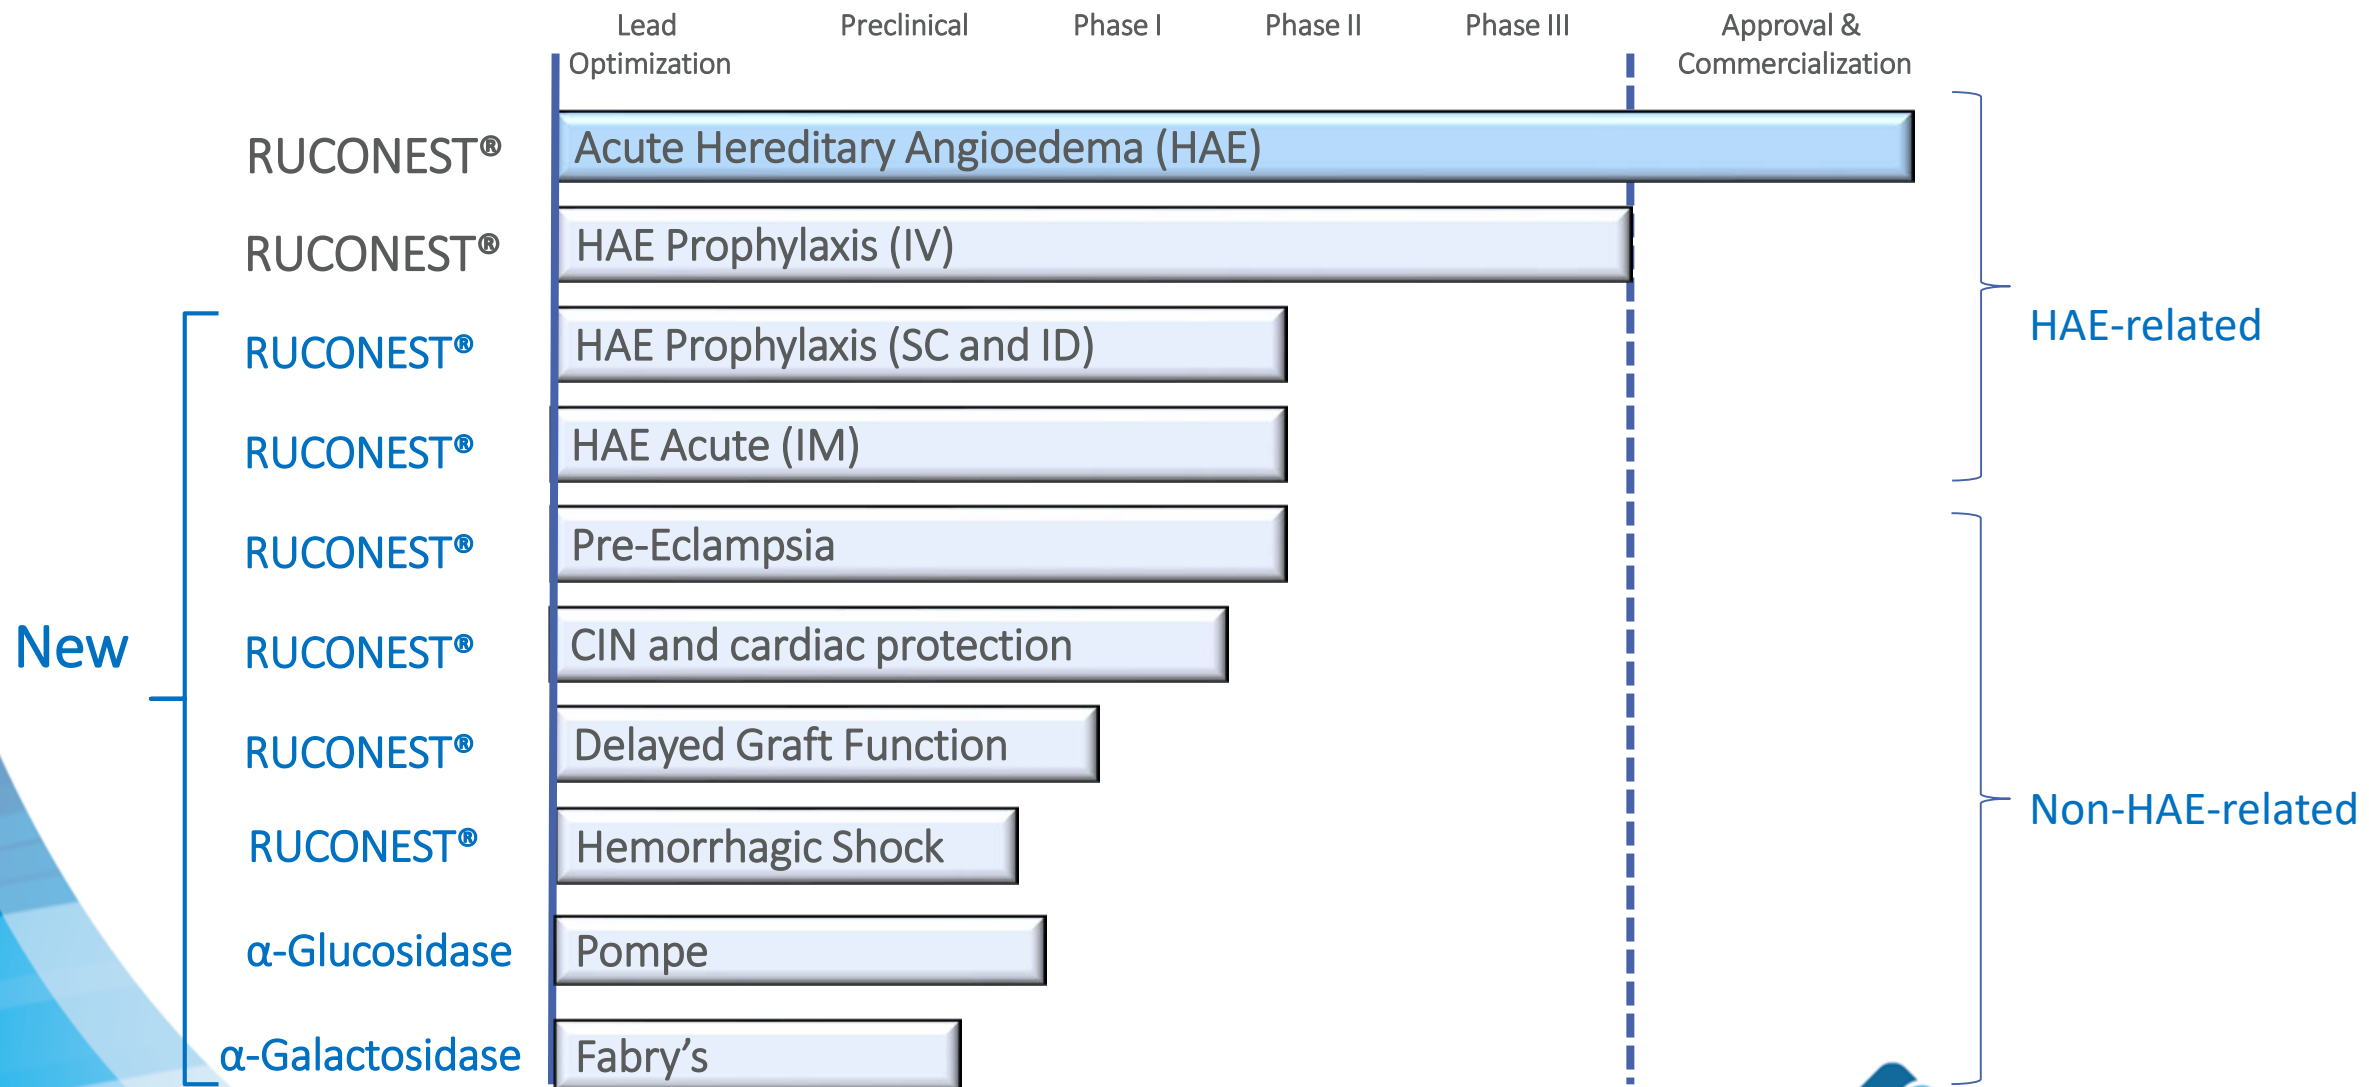 Lead
Optimization
Preclinical
Phase I
Phase II
Phase III
Approval &
Commercialization
RUCONEST®
Acute Hereditary Angioedema (HAE)
RUCONEST®
HAE Prophylaxis (IV)
RUCONEST®
HAE Prophylaxis (SC and ID)
HAE-related
RUCONEST®
HAE Acute (IM)
RUCONEST®
Pre-Eclampsia
New
RUCONEST®
CIN and cardiac protection
RUCONEST®
Delayed Graft Function
Non-HAE-related
RUCONEST®
Hemorrhagic Shock
α-Glucosidase
Pompe
α-Galactosidase
Fabry’s